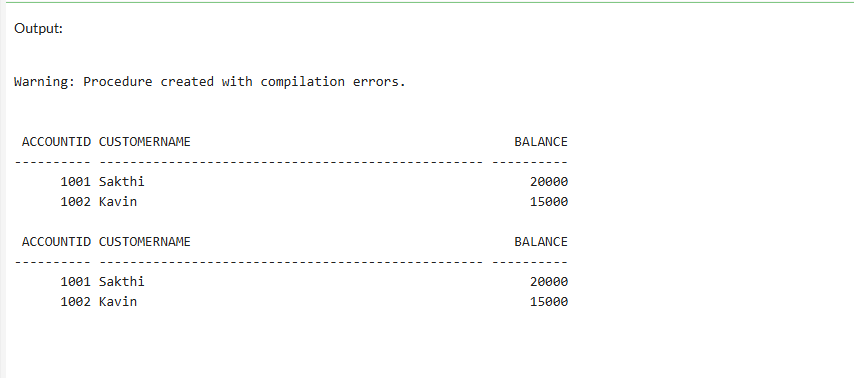 Output:
Warning: Procedure created with compilation errors.
 ACCOUNTID CUSTOMERNAME                                          BALANCE
---------- -------------------------------------------------- ----------
      1001 Sakthi                                                  20000
      1002 Kavin                                                   15000
 ACCOUNTID CUSTOMERNAME                                          BALANCE
---------- -------------------------------------------------- ----------
      1001 Sakthi                                                  20000
      1002 Kavin                                                   15000